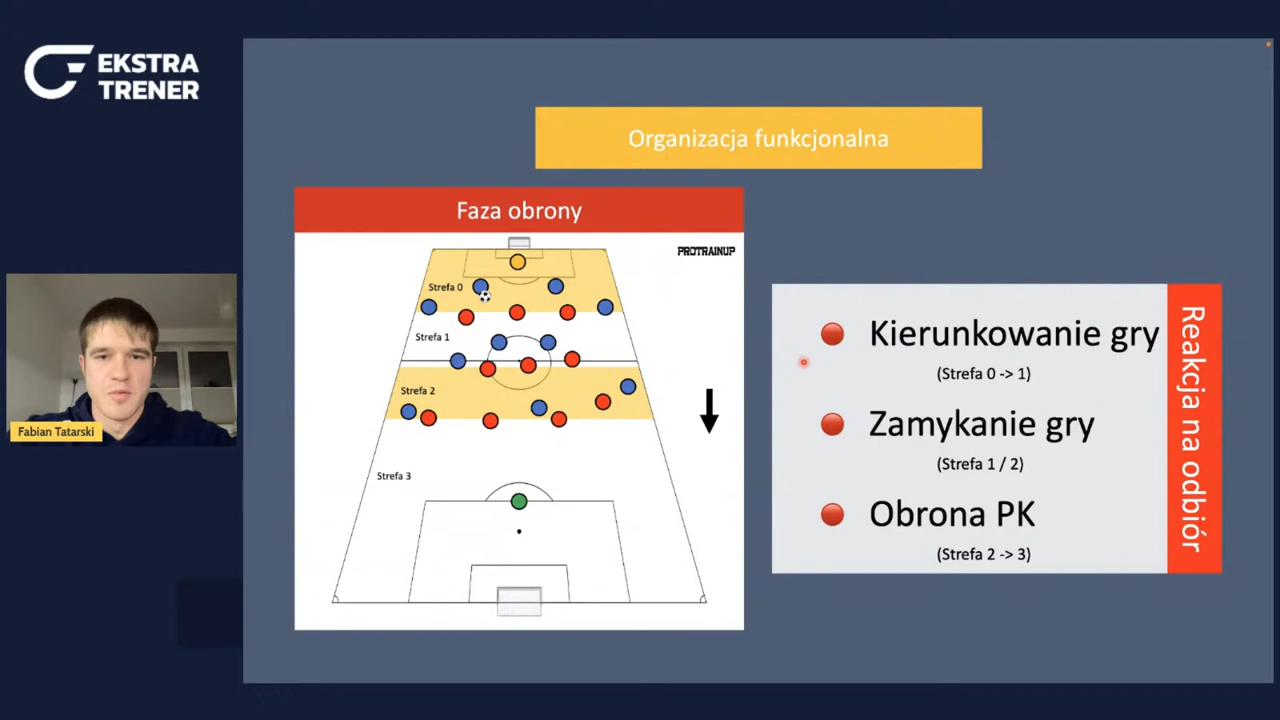 EKSTRA
TRENER
Organizacja funkcjonalna
Faza obrony
PROTRAINUP
Strefa 0
Strefa 1
Strefa 2
Strefa 3
Kierunkowanie gry
(Strefa 0 -> 1)
Zamykanie gry
(Strefa 1 / 2)
Obrona PK
(Strefa 2 -> 3)
Reakcja na odbiór
Fabian Tatarski